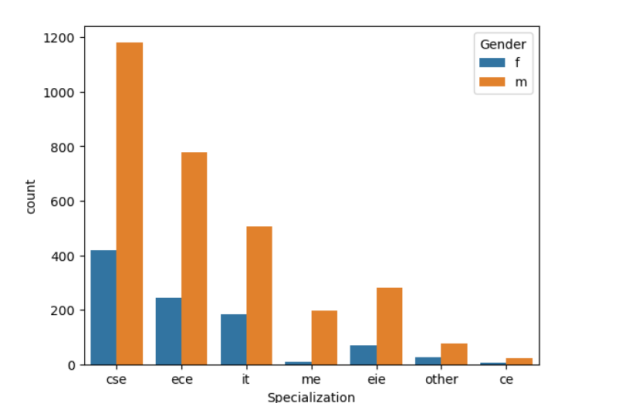 1200
1000
800
600
400
200
0
count
Gender
f
m
cse ece it me eie other ce
Specialization